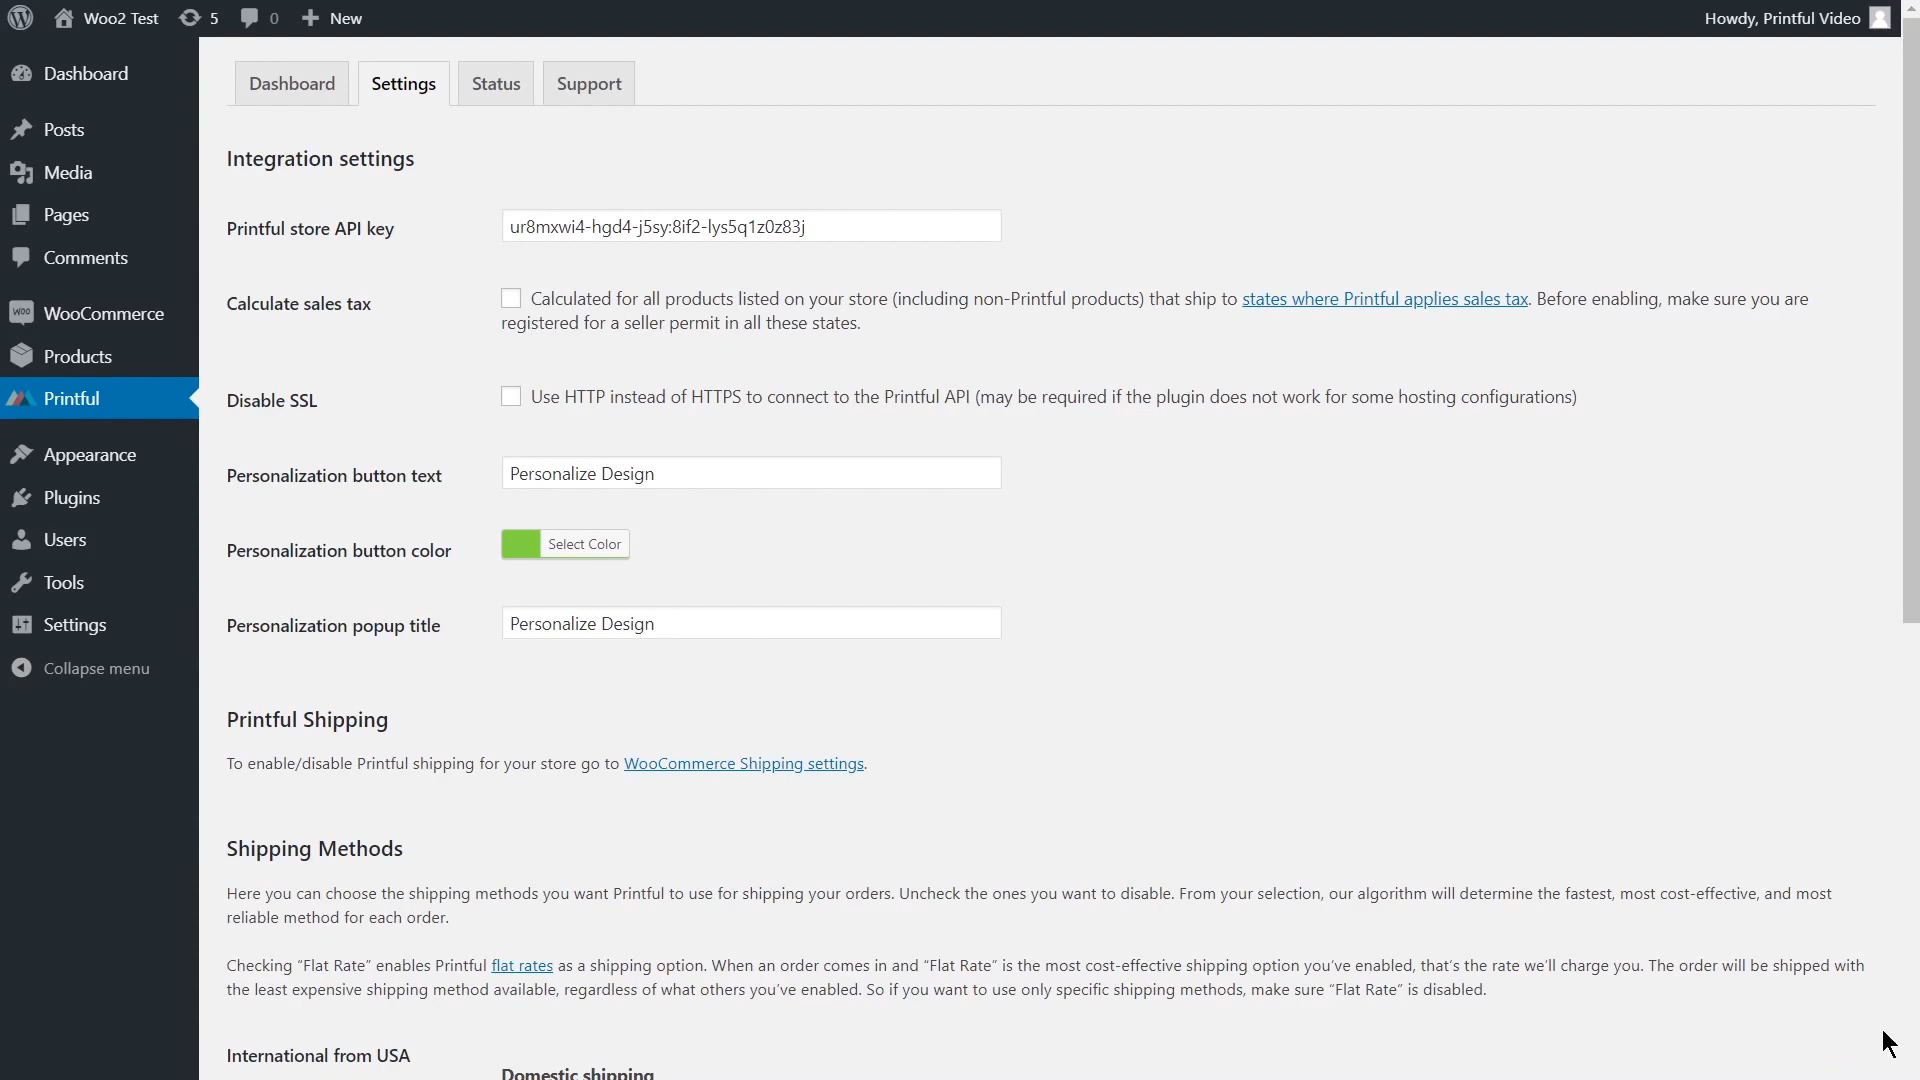 Woo2 Test 5 0 New Howdy, Printful Video
Dashboard
Posts
Media
Pages
Comments
WOO WooCommerce
Products
Printful
Appearance
Plugins
Users
Tools
Settings
Collapse menu
Dashboard Settings Status Support
Integration settings
Printful store API key ur8mxwi4-hgd4-j5sy:8if2-lys5q1z0z83j
Calculate sales tax Calculated for all products listed on your store (including non-Printful products) that ship to states where Printful applies sales tax. Before enabling, make sure you are
registered for a seller permit in all these states.
Disable SSL Use HTTP instead of HTTPS to connect to the Printful API (may be required if the plugin does not work for some hosting configurations)
Personalization button text Personalize Design
Personalization button color Select Color
Personalization popup title Personalize Design
Printful Shipping
To enable/disable Printful shipping for your store go to WooCommerce Shipping settings.
Shipping Methods
Here you can choose the shipping methods you want Printful to use for shipping your orders. Uncheck the ones you want to disable. From your selection, our algorithm will determine the fastest, most cost-effective, and most
reliable method for each order.
Checking “Flat Rate” enables Printful flat rates as a shipping option. When an order comes in and “Flat Rate” is the most cost-effective shipping option you’ve enabled, that’s the rate we’ll charge you. The order will be shipped with
the least expensive shipping method available, regardless of what others you’ve enabled. So if you want to use only specific shipping methods, make sure “Flat Rate” is disabled.
International from USA
Domestic shipping